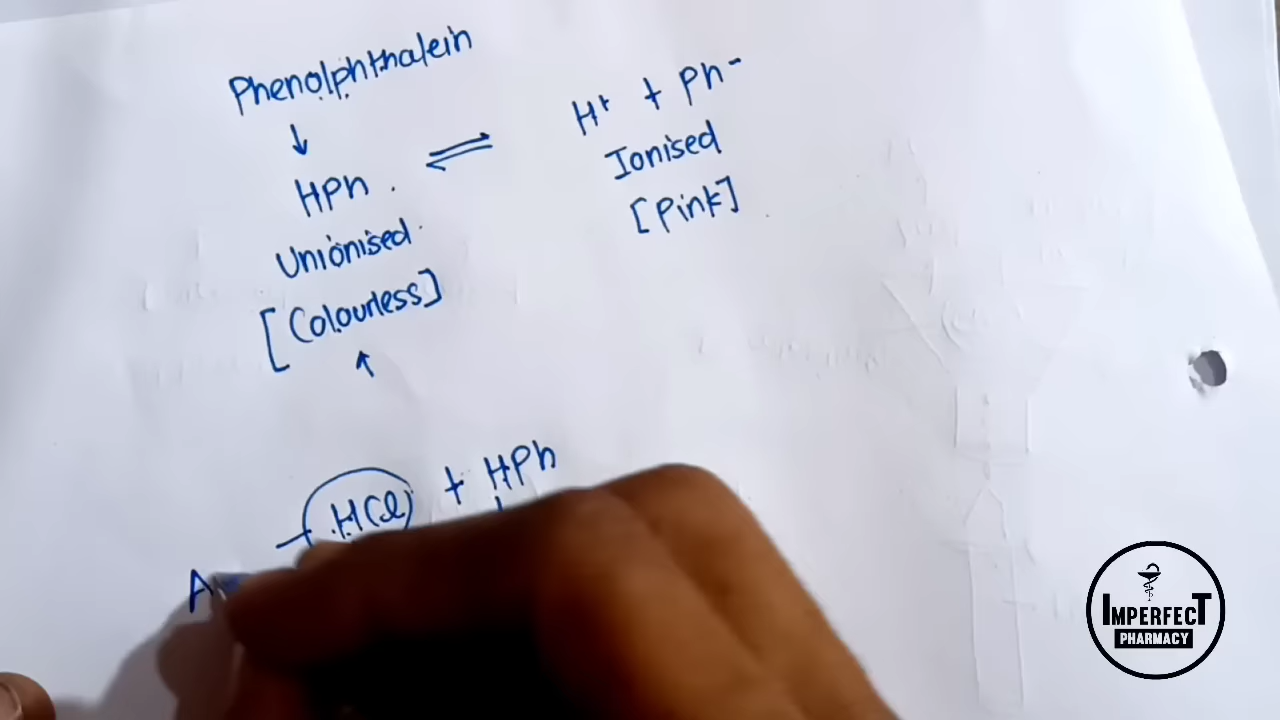 Phenolphthalein
↓
HPh ⇌ H⁺ + Ph⁻
Unionised Ionised
[Colourless] [Pink]
↑
HCl + HPh
IMPERFECT
PHARMACY